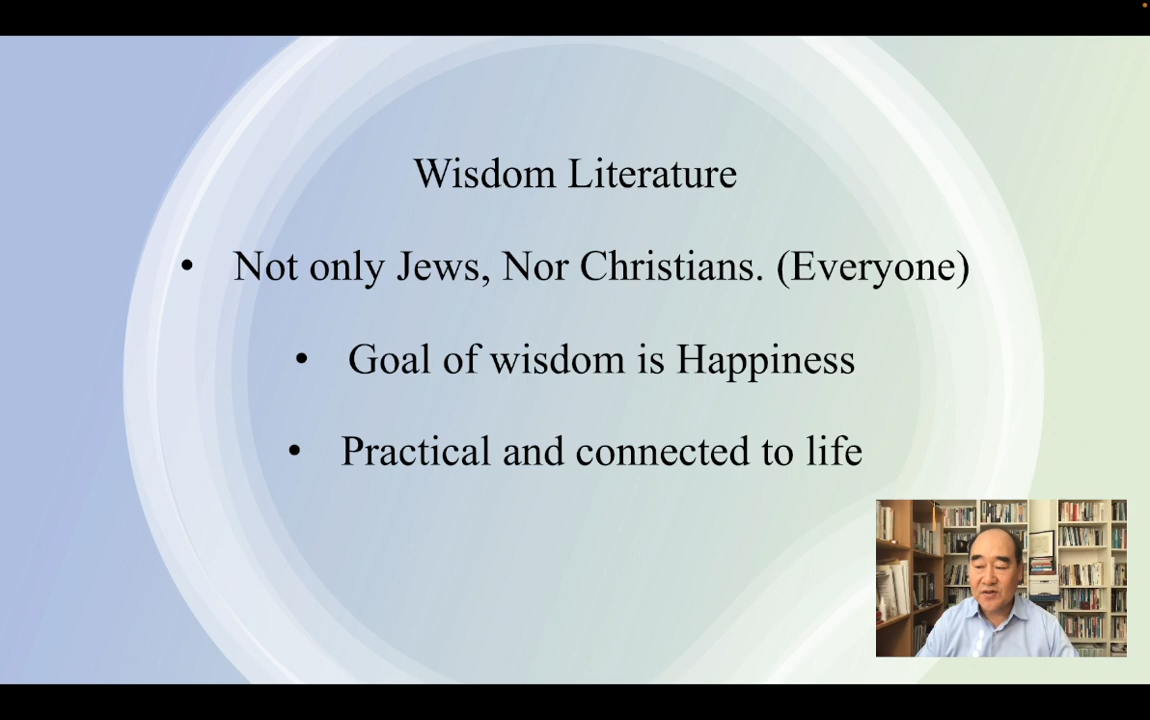 Wisdom Literature
• Not only Jews, Nor Christians. (Everyone)
• Goal of wisdom is Happiness
• Practical and connected to life